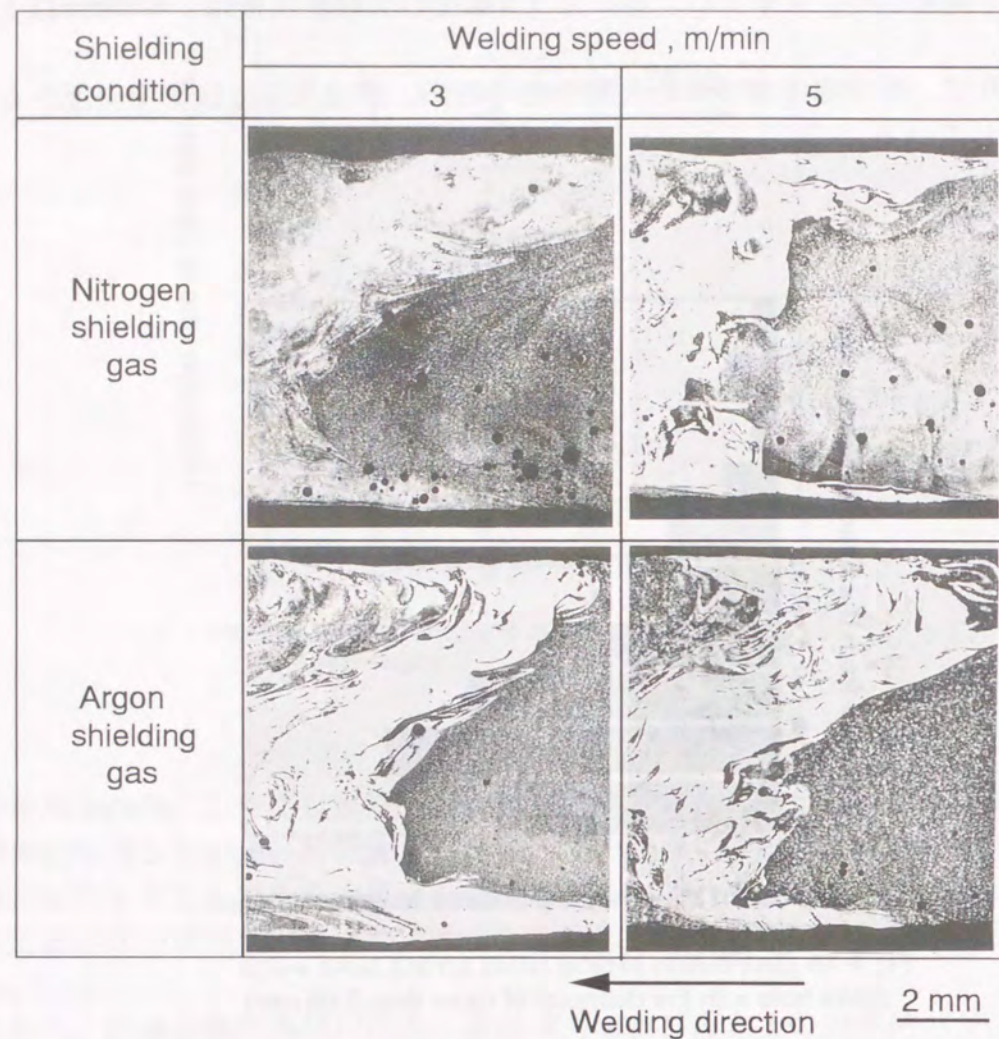 Shielding
condition
Welding speed , m/min
3
5
Nitrogen
shielding
gas
Argon
shielding
gas
Welding direction
2 mm